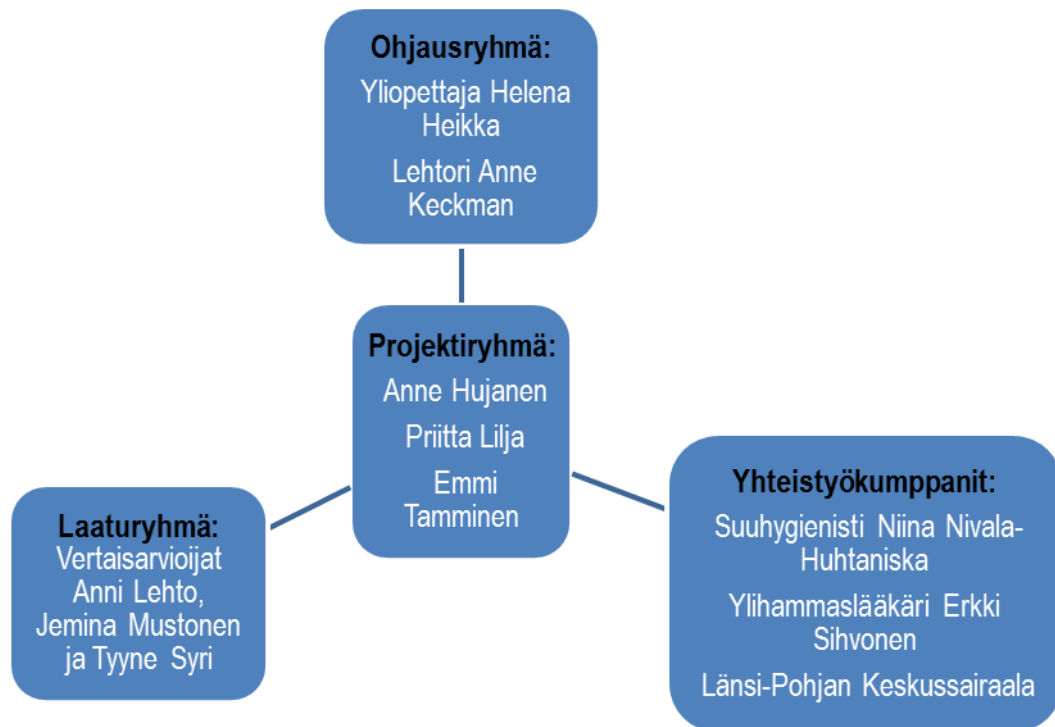 Ohjausryhmä:
Yliopettaja Helena
Heikka
Lehtori Anne
Keckman
Projektiryhmä:
Anne Hujanen
Priitta Lilja
Emmi
Tamminen
Laaturyhmä:
Vertaisarvioijat
Anni Lehto,
Jemina Mustonen
ja Tyyne Syri
Yhteistyökumppanit:
Suuhygienisti Niina Nivala-
Huhtaniska
Ylihammaslääkäri Erkki
Sihvonen
Länsi-Pohjan Keskussairaala